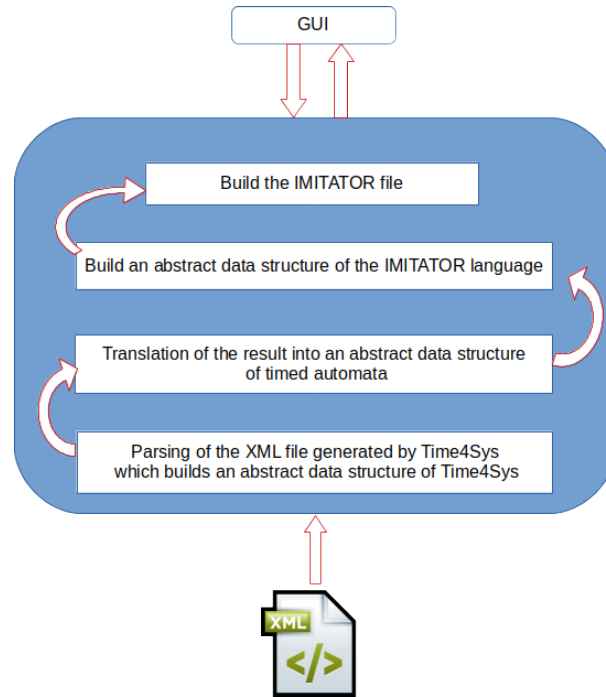 GUI
Build the IMITATOR file
Build an abstract data structure of the IMITATOR language
Translation of the result into an abstract data structure
of timed automata
Parsing of the XML file generated by Time4Sys
which builds an abstract data structure of Time4Sys
XML
</>